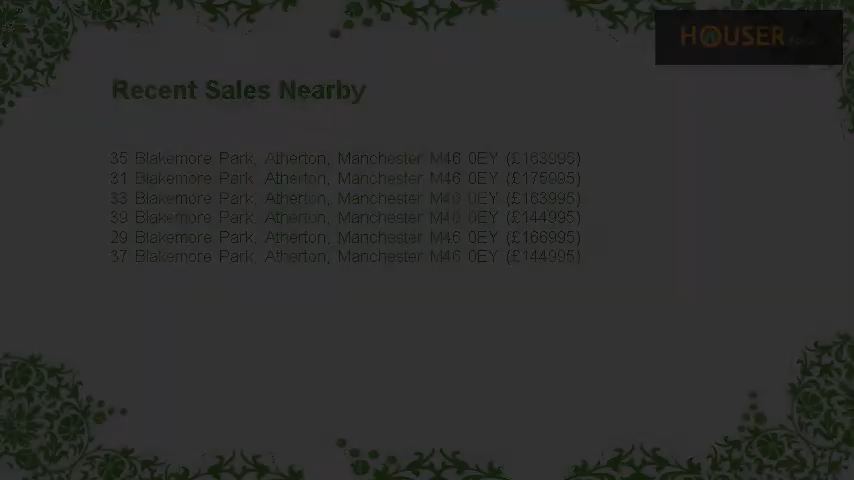 HOUSER
Recent Sales Nearby
35 Blakemore Park, Atherton, Manchester M46 0EY (£163995)
31 Blakemore Park, Atherton, Manchester M46 0EY (£175995)
33 Blakemore Park, Atherton, Manchester M46 0EY (£163995)
39 Blakemore Park, Atherton, Manchester M46 0EY (£144995)
29 Blakemore Park, Atherton, Manchester M46 0EY (£166995)
37 Blakemore Park, Atherton, Manchester M46 0EY (£144995)